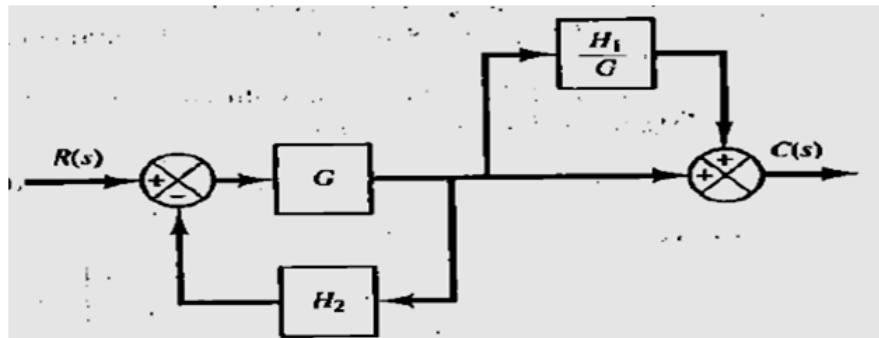 H₁
G
R(s)
+
−
G
+
+
C(s)
H₂